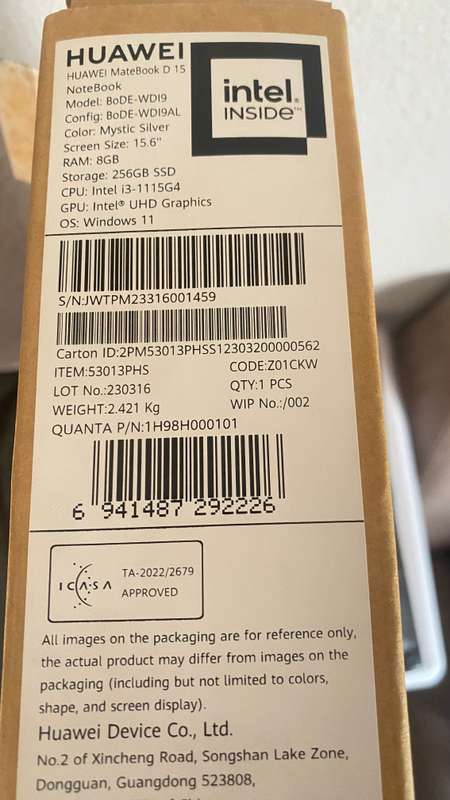 HUAWEI
HUAWEI MateBook D 15
NoteBook
Model: BoDE-WDI9
Config: BoDE-WDI9AL
Color: Mystic Silver
Screen Size: 15.6"
RAM: 8GB
Storage: 256GB SSD
CPU: Intel i3-1115G4
GPU: Intel® UHD Graphics
OS: Windows 11
intel.
INSIDE™
S/N:JWTPM23316001459
Carton ID:2PM53013PHSS12303200000562
ITEM:53013PHS CODE:Z01CKW
LOT No.:230316 QTY:1 PCS
WEIGHT:2.421 Kg WIP No.:/002
QUANTA P/N:1H98H000101
6 941487 292226
ICASA
TA-2022/2679
APPROVED
All images on the packaging are for reference only,
the actual product may differ from images on the
packaging (including but not limited to colors,
shape, and screen display).
Huawei Device Co., Ltd.
No.2 of Xincheng Road, Songshan Lake Zone,
Dongguan, Guangdong 523808,